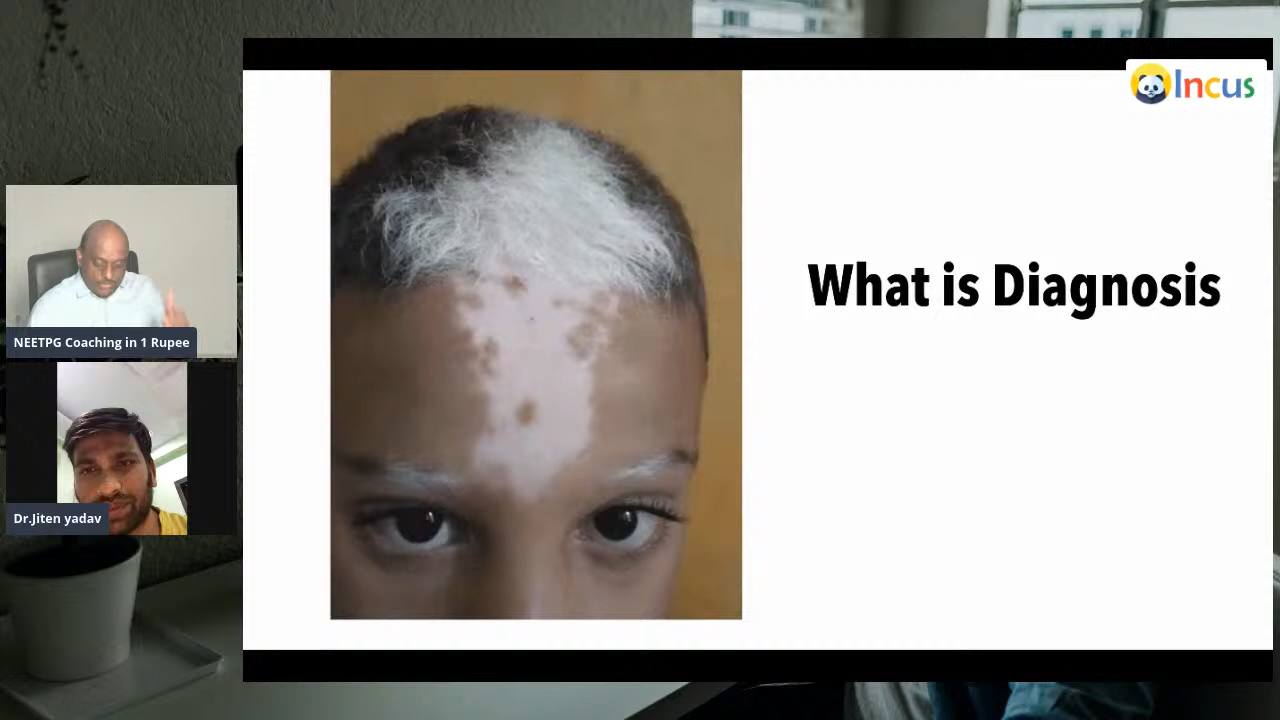 Incus
What is Diagnosis
NEETPG Coaching in 1 Rupee
Dr.Jiten yadav